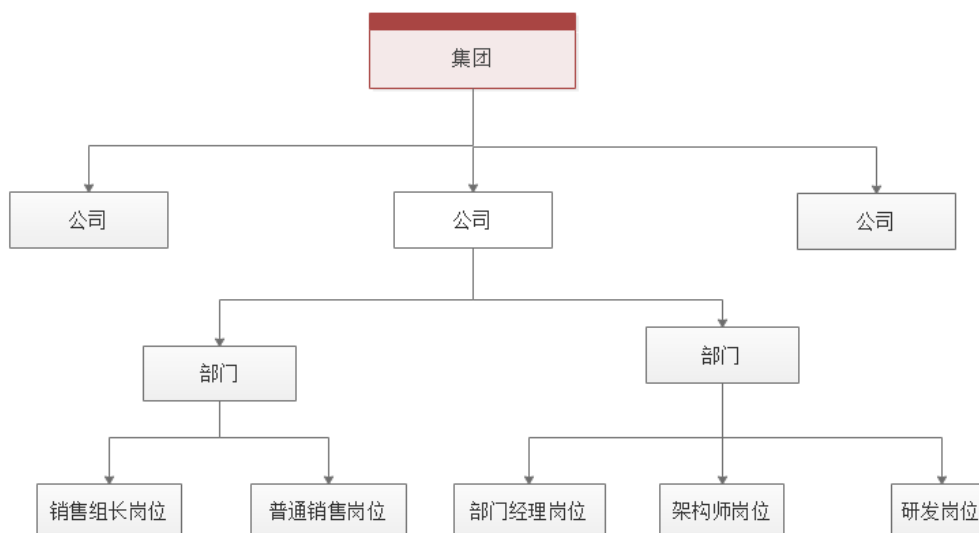 集团
公司
公司
公司
部门
部门
销售组长岗位
普通销售岗位
部门经理岗位
架构师岗位
研发岗位